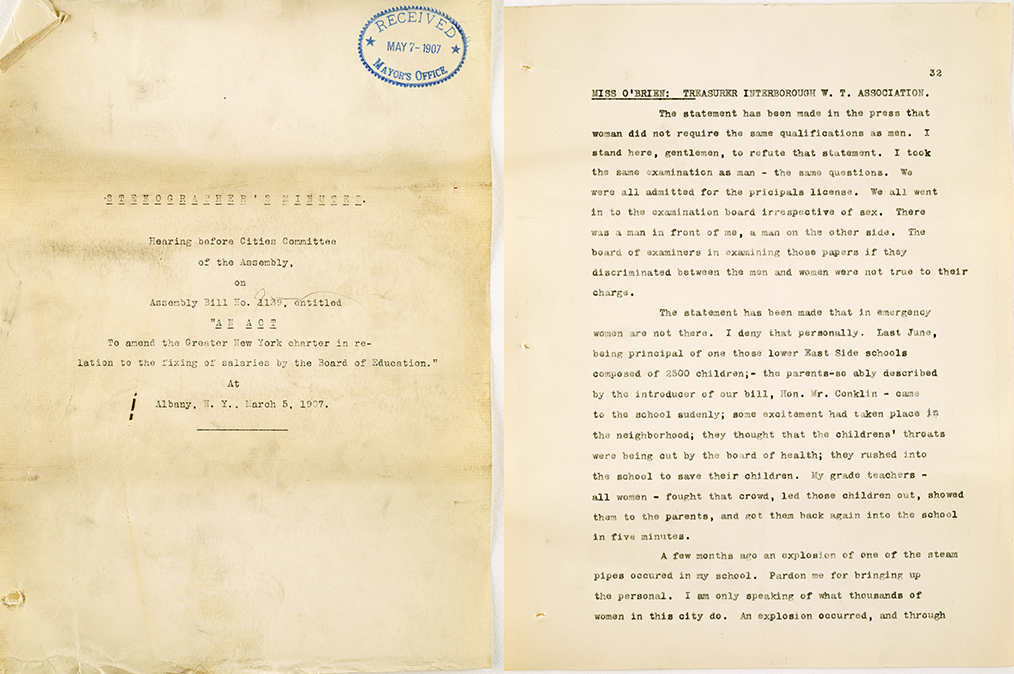 RECEIVED
MAY 7-1907
MAYOR'S OFFICE
STENOGRAPHER'S MINUTES.
Hearing before Cities Committee
of the Assembly,
on
Assembly Bill No. 1139, entitled
"AN ACT
To amend the Greater New York charter in re-
lation to the fixing of salaries by the Board of Education."
At
Albany, N. Y., March 5, 1907.
32
MISS O'BRIEN: TREASURER INTERBOROUGH W. T. ASSOCIATION.
The statement has been made in the press that
woman did not require the same qualifications as men. I
stand here, gentlemen, to refute that statement. I took
the same examination as man - the same questions. We
were all admitted for the pricipals license. We all went
in to the examination board irrespective of sex. There
was a man in front of me, a man on the other side. The
board of examiners in examining those papers if they
discriminated between the men and women were not true to their
charge.
The statement has been made that in emergency
women are not there. I deny that personally. Last June,
being principal of one those lower East Side schools
composed of 2500 children;- the parents-so ably described
by the introducer of our bill, Hon. Mr. Conklin - came
to the school sudenly; some excitement had taken place in
the neighborhood; they thought that the childrens' throats
were being cut by the board of health; they rushed into
the school to save their children. My grade teachers -
all women - fought that crowd, led those children out, showed
them to the parents, and got them back again into the school
in five minutes.
A few months ago an explosion of one of the steam
pipes occured in my school. Pardon me for bringing up
the personal. I am only speaking of what thousands of
women in this city do. An explosion occurred, and through